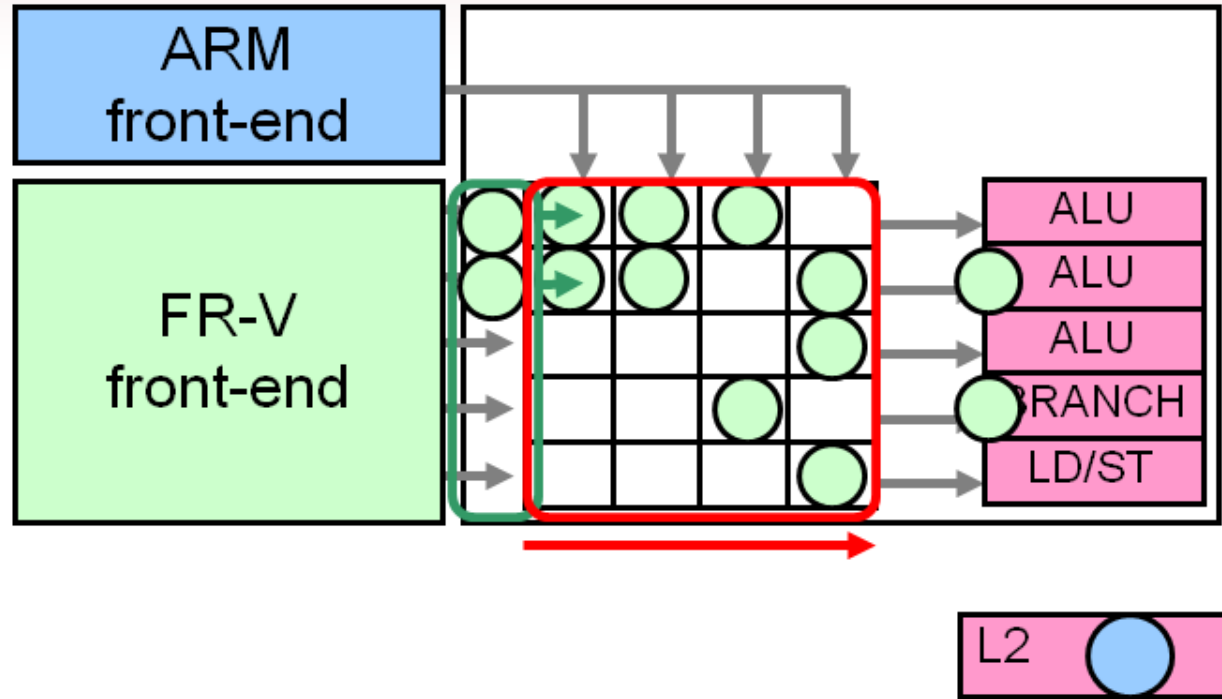 ARM
front-end
FR-V
front-end
ALU
ALU
ALU
BRANCH
LD/ST
L2